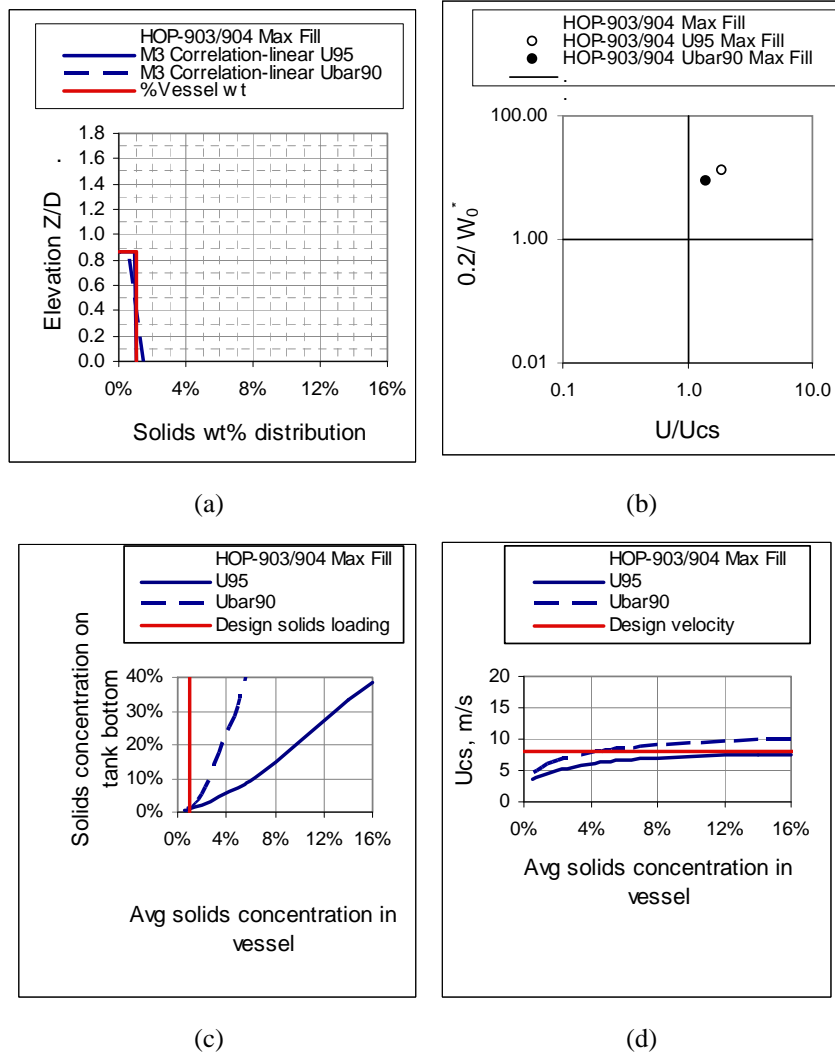 HOP-903/904 Max Fill
M3 Correlation-linear U95
M3 Correlation-linear Ubar90
%Vessel wt
Elevation Z/D
1.8
1.6
1.4
1.2
1.0
0.8
0.6
0.4
0.2
0.0
0% 4% 8% 12% 16%
Solids wt% distribution
(a)
HOP-903/904 Max Fill
HOP-903/904 U95 Max Fill
HOP-903/904 Ubar90 Max Fill
0.2/ W0*
100.00
1.00
0.01
0.1 1.0 10.0
U/Ucs
(b)
HOP-903/904 Max Fill
U95
Ubar90
Design solids loading
Solids concentration on
tank bottom
40%
30%
20%
10%
0%
0% 4% 8% 12% 16%
Avg solids concentration in
vessel
(c)
HOP-903/904 Max Fill
U95
Ubar90
Design velocity
Ucs, m/s
20
15
10
5
0
0% 4% 8% 12% 16%
Avg solids concentration in
vessel
(d)